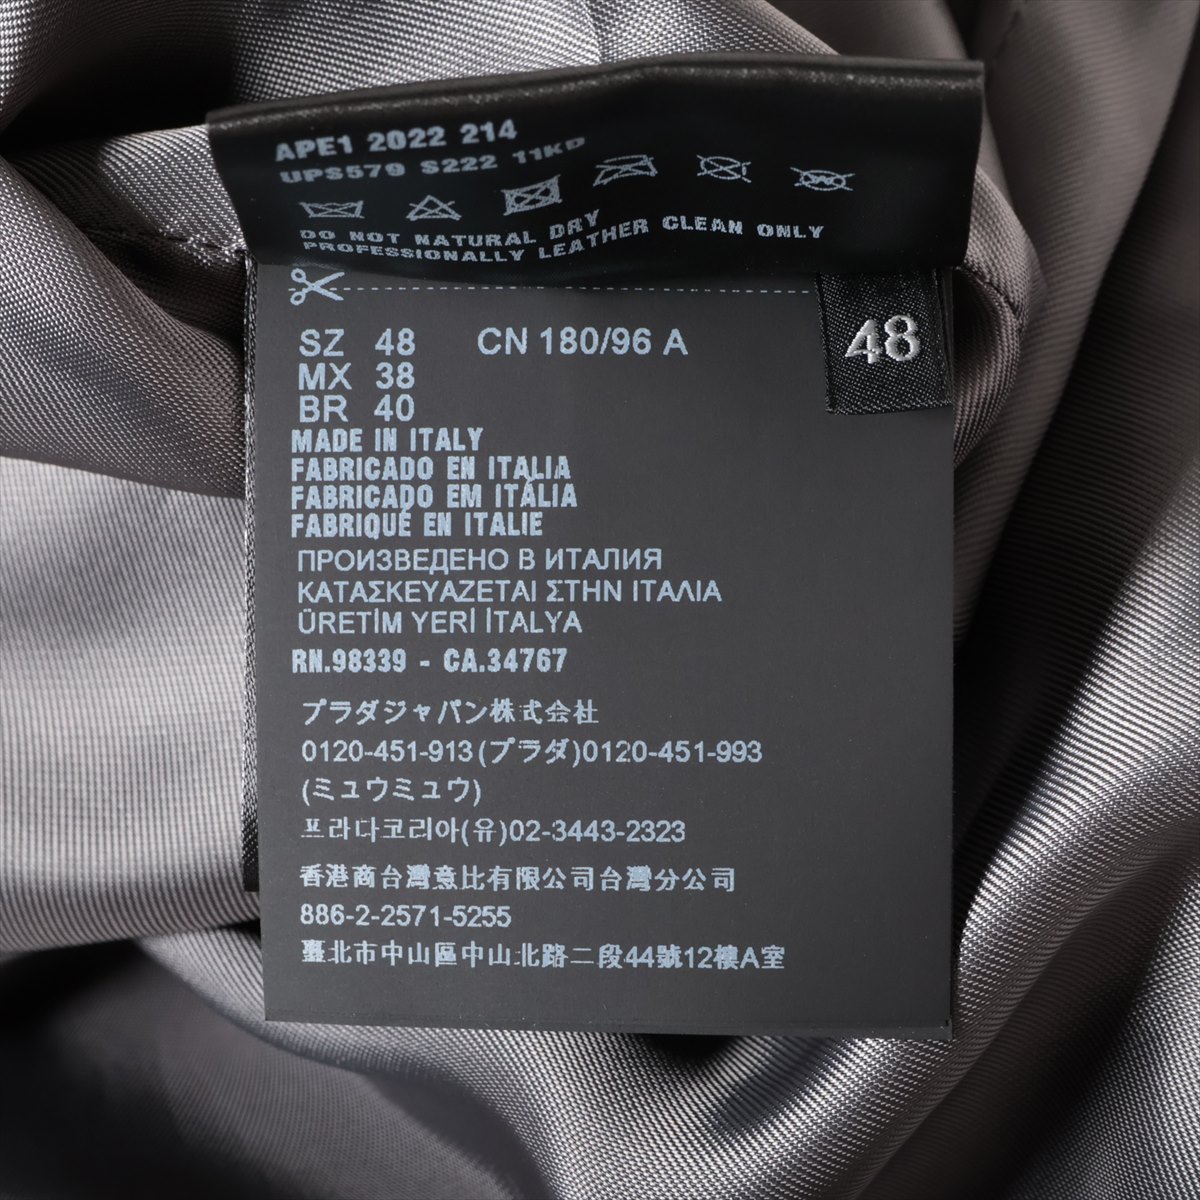 APE1 2022 214
UPS579 S222 11KD
DO NOT NATURAL DRY
PROFESSIONALLY LEATHER CLEAN ONLY
48
SZ 48 CN 180/96 A
MX 38
BR 40
MADE IN ITALY
FABRICADO EN ITALIA
FABRICADO EM ITÁLIA
FABRIQUÉ EN ITALIE
ПРОИЗВЕДЕНО В ИТАЛИЯ
ΚΑΤΑΣΚΕΥΑΖΕΤΑΙ ΣΤΗΝ ΙΤΑΛΙΑ
ÜRETİM YERİ İTALYA
RN.98339 - CA.34767
プラダジャパン株式会社
0120-451-913(プラダ)0120-451-993
(ミュウミュウ)
프라다코리아(유)02-3443-2323
香港商台灣意比有限公司台灣分公司
886-2-2571-5255
臺北市中山區中山北路二段44號12樓A室